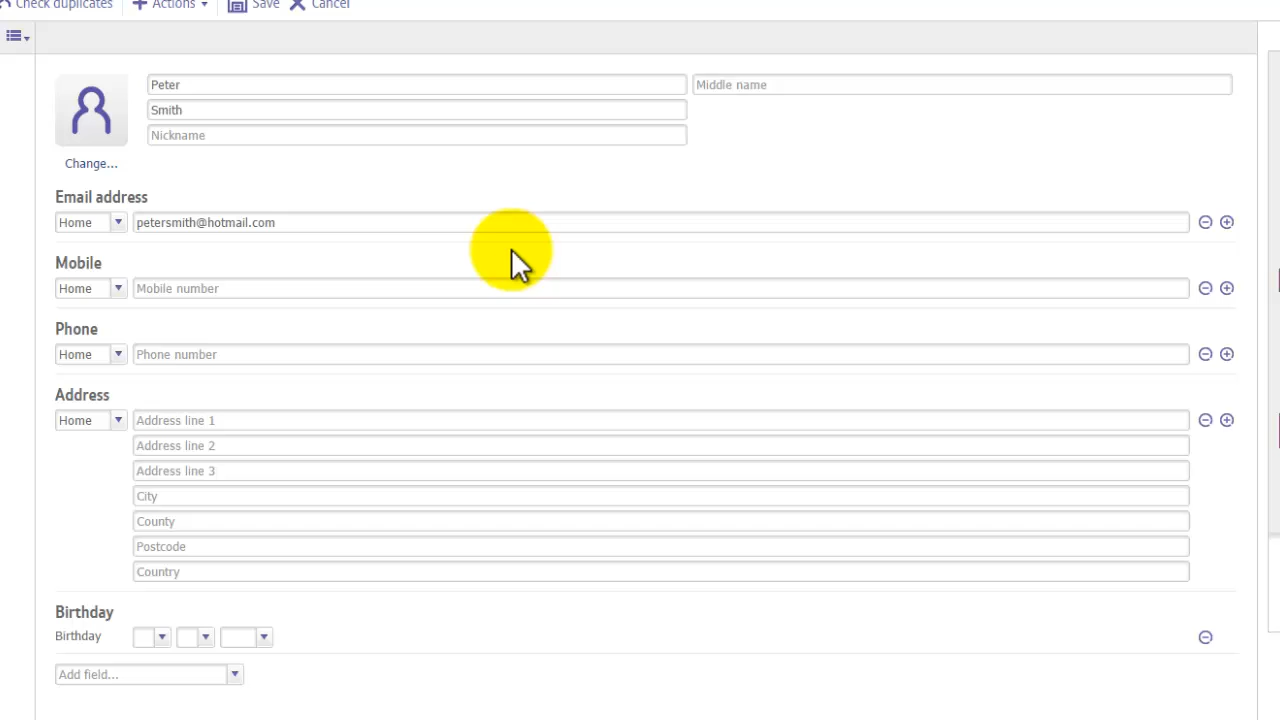 Check duplicates Actions Save Cancel
Peter Middle name
Smith
Nickname
Change...
Email address
Home petersmith@hotmail.com
Mobile
Home Mobile number
Phone
Home Phone number
Address
Home Address line 1
Address line 2
Address line 3
City
County
Postcode
Country
Birthday
Birthday
Add field...